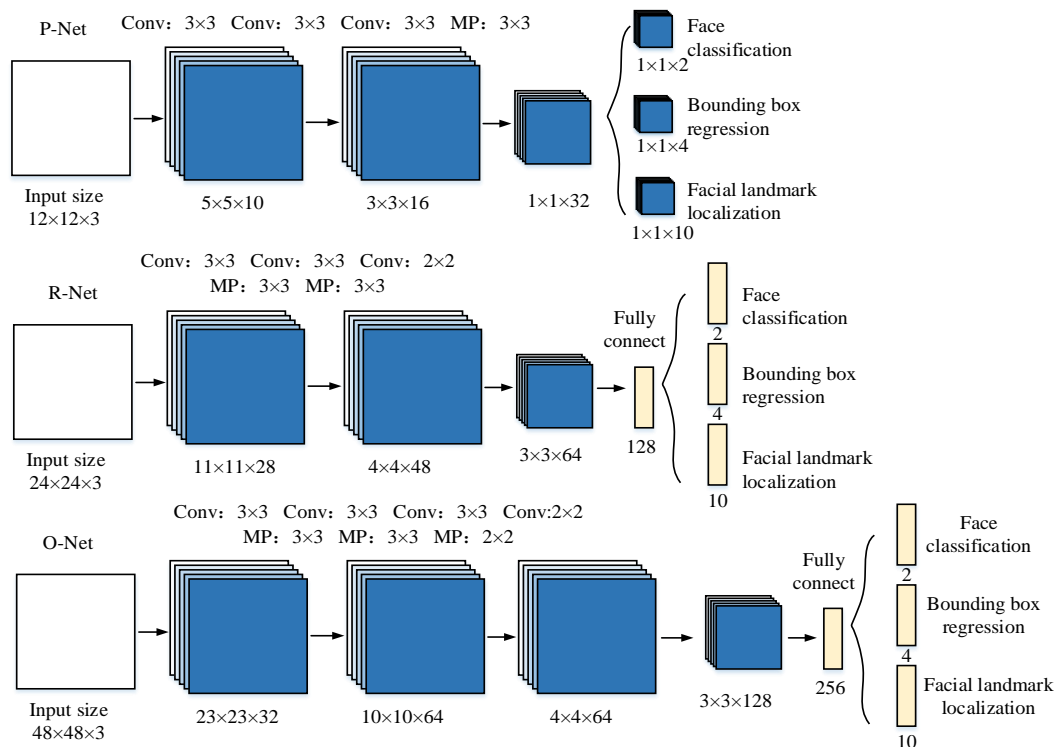 P-Net
Conv：3×3 Conv：3×3 Conv：3×3 MP：3×3
Input size
12×12×3
5×5×10
3×3×16
1×1×32
Face
classification
1×1×2
Bounding box
regression
1×1×4
Facial landmark
localization
1×1×10
R-Net
Conv：3×3 Conv：3×3 Conv：2×2
MP：3×3 MP：3×3
Input size
24×24×3
11×11×28
4×4×48
3×3×64
Fully
connect
128
Face
classification
2
Bounding box
regression
4
Facial landmark
localization
10
O-Net
Conv：3×3 Conv：3×3 Conv：3×3 Conv:2×2
MP：3×3 MP：3×3 MP：2×2
Input size
48×48×3
23×23×32
10×10×64
4×4×64
3×3×128
Fully
connect
256
Face
classification
2
Bounding box
regression
4
Facial landmark
localization
10